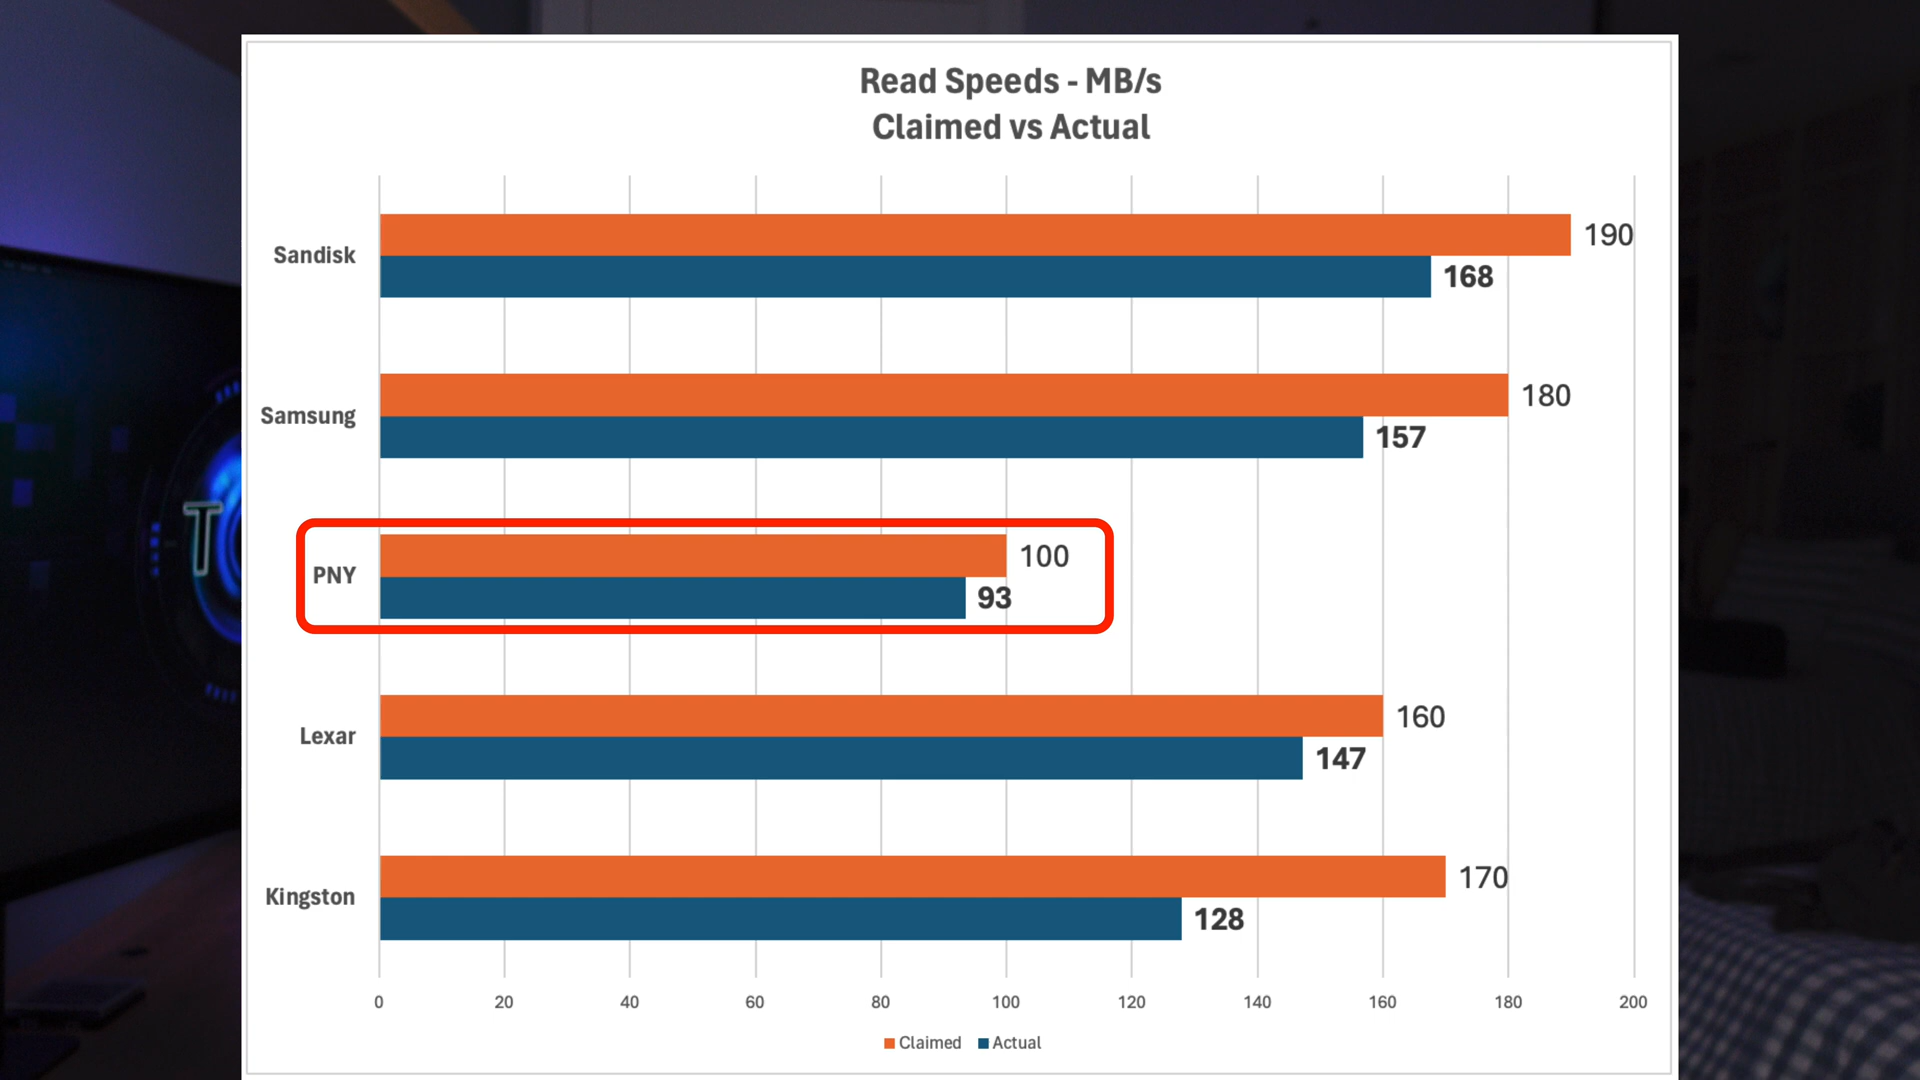 Read Speeds - MB/s
Claimed vs Actual
Sandisk
190
168
Samsung
180
157
PNY
100
93
Lexar
160
147
Kingston
170
128
0 20 40 60 80 100 120 140 160 180 200
Claimed Actual
T